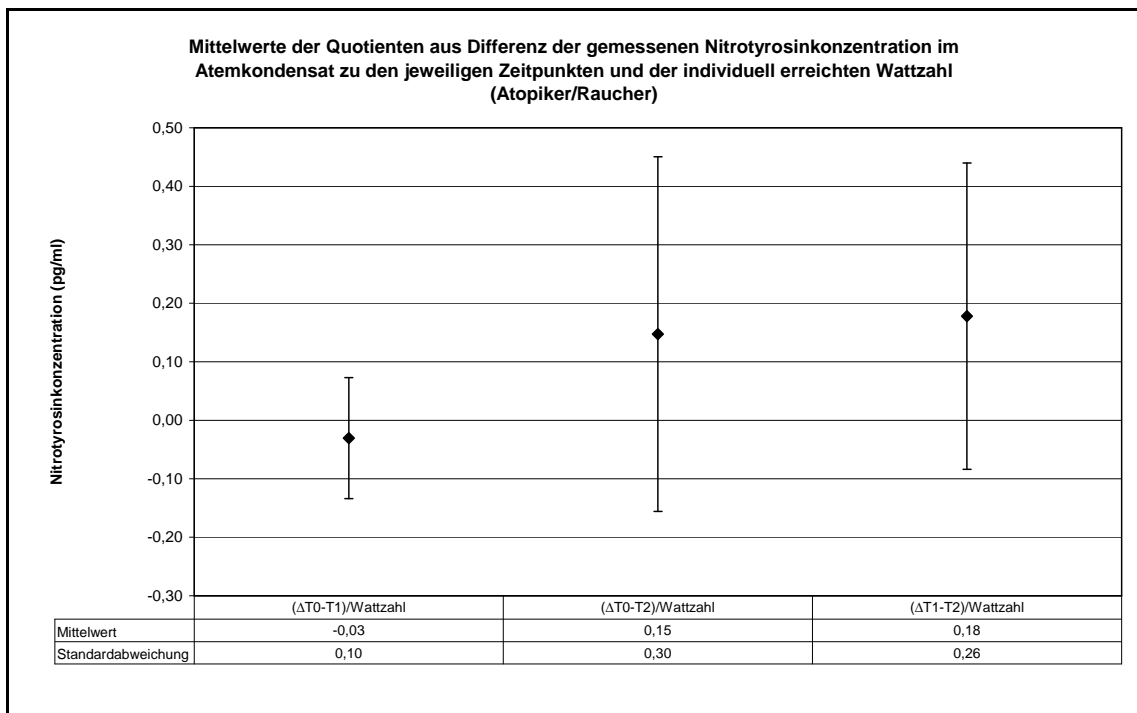 Mittelwerte der Quotienten aus Differenz der gemessenen Nitrotyrosinkonzentration im
Atemkondensat zu den jeweiligen Zeitpunkten und der individuell erreichten Wattzahl
(Atopiker/Raucher)
Nitrotyrosinkonzentration (pg/ml)
0,50
0,40
0,30
0,20
0,10
0,00
-0,10
-0,20
-0,30
(ΔT0-T1)/Wattzahl (ΔT0-T2)/Wattzahl (ΔT1-T2)/Wattzahl
Mittelwert -0,03 0,15 0,18
Standardabweichung 0,10 0,30 0,26